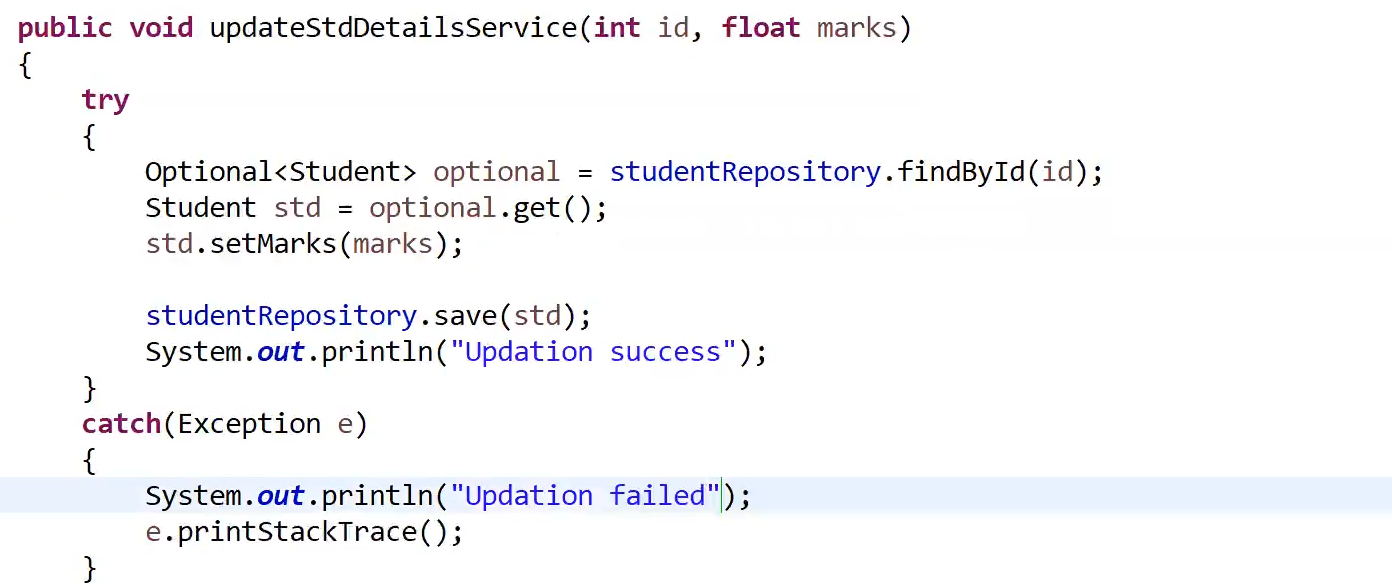 public void updateStdDetailsService(int id, float marks)
{
    try
    {
        Optional<Student> optional = studentRepository.findById(id);
        Student std = optional.get();
        std.setMarks(marks);

        studentRepository.save(std);
        System.out.println("Updation success");
    }
    catch(Exception e)
    {
        System.out.println("Updation failed");
        e.printStackTrace();
    }